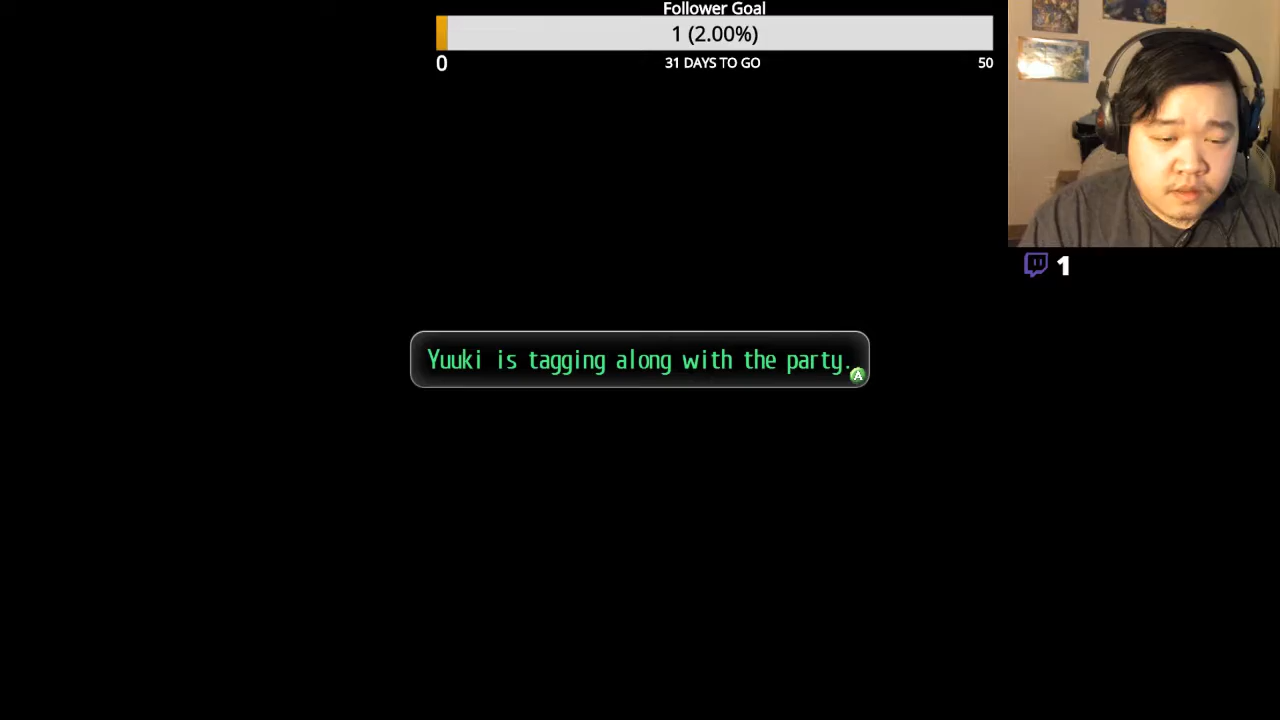 Follower Goal
1 (2.00%)
0
31 DAYS TO GO
50
1
Yuuki is tagging along with the party.
A